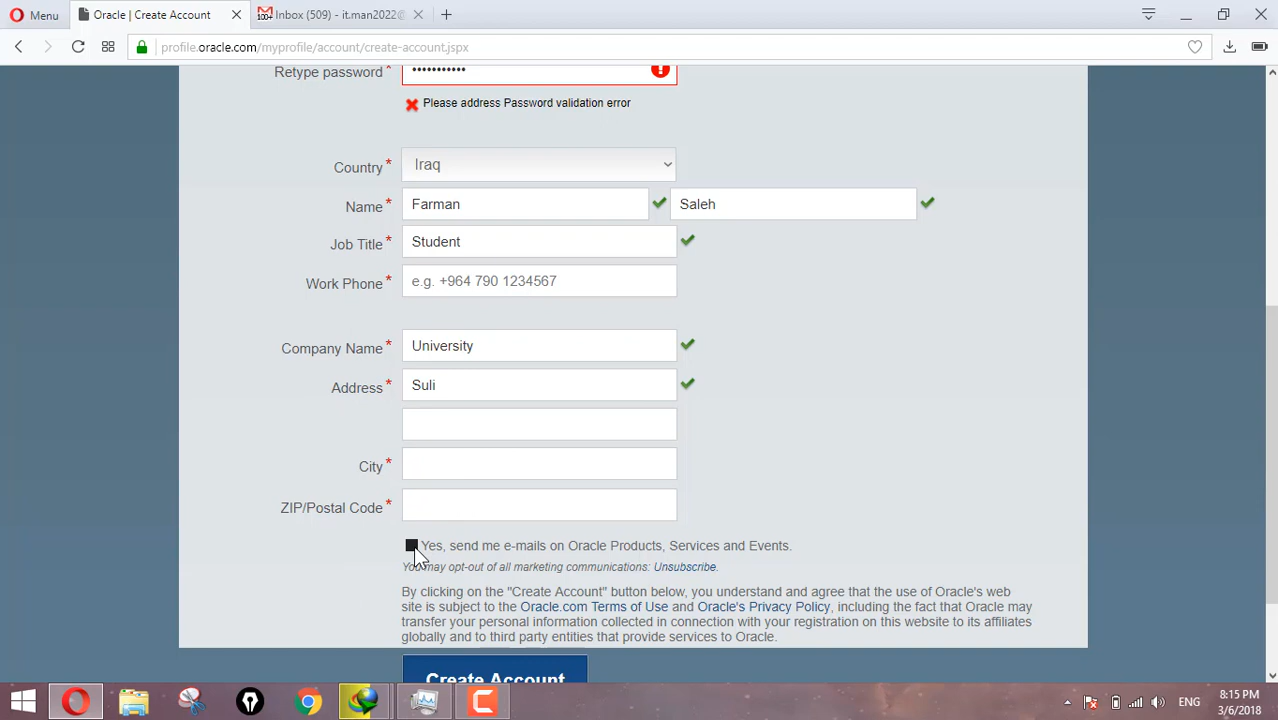 Menu
Oracle | Create Account
Inbox (509) - it.man2022@
100+
profile.oracle.com/myprofile/account/create-account.jspx
Retype password *
•••••••••••
Please address Password validation error
Country * Iraq
Name * Farman Saleh
Job Title * Student
Work Phone * e.g. +964 790 1234567
Company Name * University
Address * Suli
City *
ZIP/Postal Code *
Yes, send me e-mails on Oracle Products, Services and Events.
You may opt-out of all marketing communications: Unsubscribe.
By clicking on the "Create Account" button below, you understand and agree that the use of Oracle's web
site is subject to the Oracle.com Terms of Use and Oracle's Privacy Policy, including the fact that Oracle may
transfer your personal information collected in connection with your registration on this website to its affiliates
globally and to third party entities that provide services to Oracle.
Create Account
ENG
8:15 PM
3/6/2018